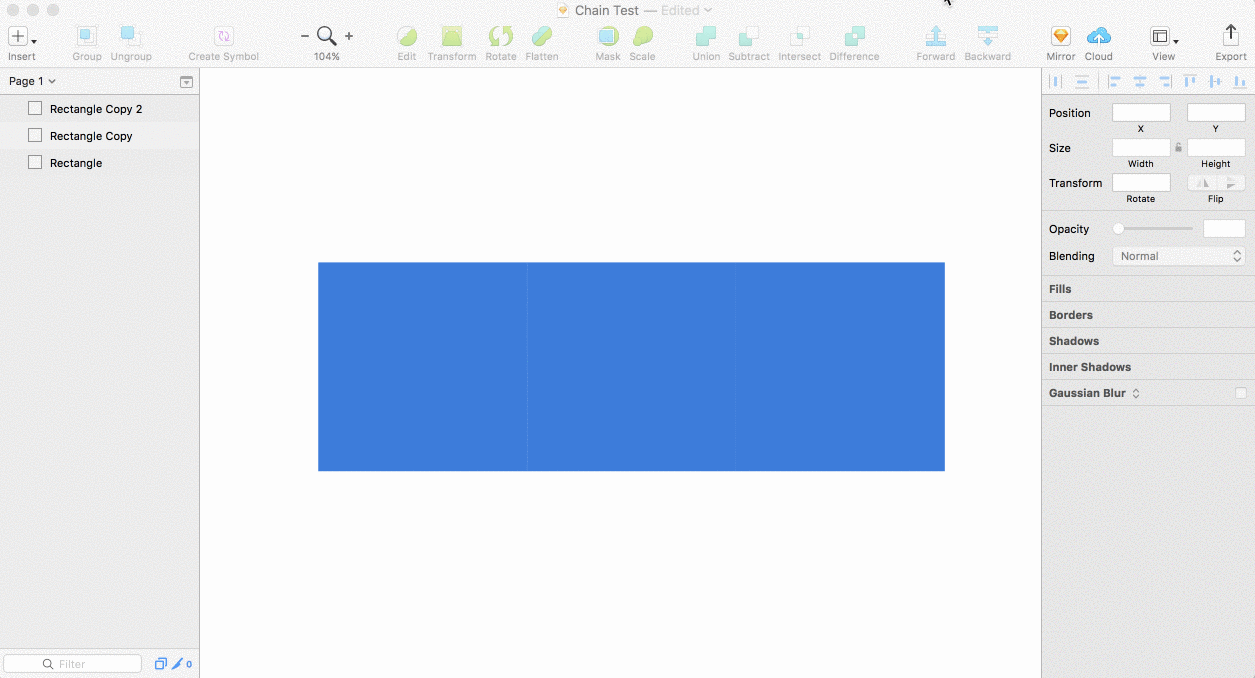 Chain Test — Edited
Insert
Group
Ungroup
Create Symbol
104%
Edit
Transform
Rotate
Flatten
Mask
Scale
Union
Subtract
Intersect
Difference
Forward
Backward
Mirror
Cloud
View
Export
Page 1
Rectangle Copy 2
Rectangle Copy
Rectangle
Filter
0
Position
X
Y
Size
Width
Height
Transform
Rotate
Flip
Opacity
Blending
Normal
Fills
Borders
Shadows
Inner Shadows
Gaussian Blur